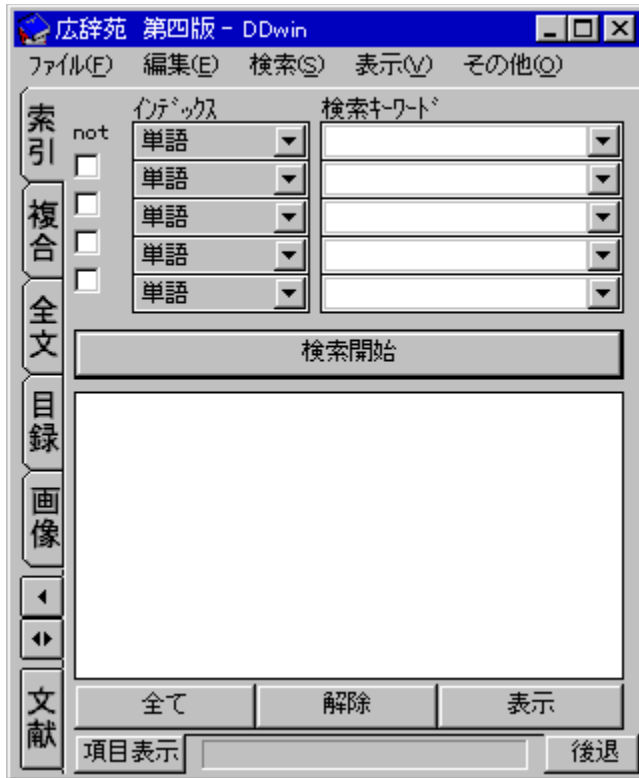 広辞苑 第四版 - DDwin
ファイル(F) 編集(E) 検索(S) 表示(V) その他(O)
索引
複合
全文
目録
画像
文献
not
インデックス
検索キーワード
単語
単語
単語
単語
単語
検索開始
全て 解除 表示
項目表示 後退